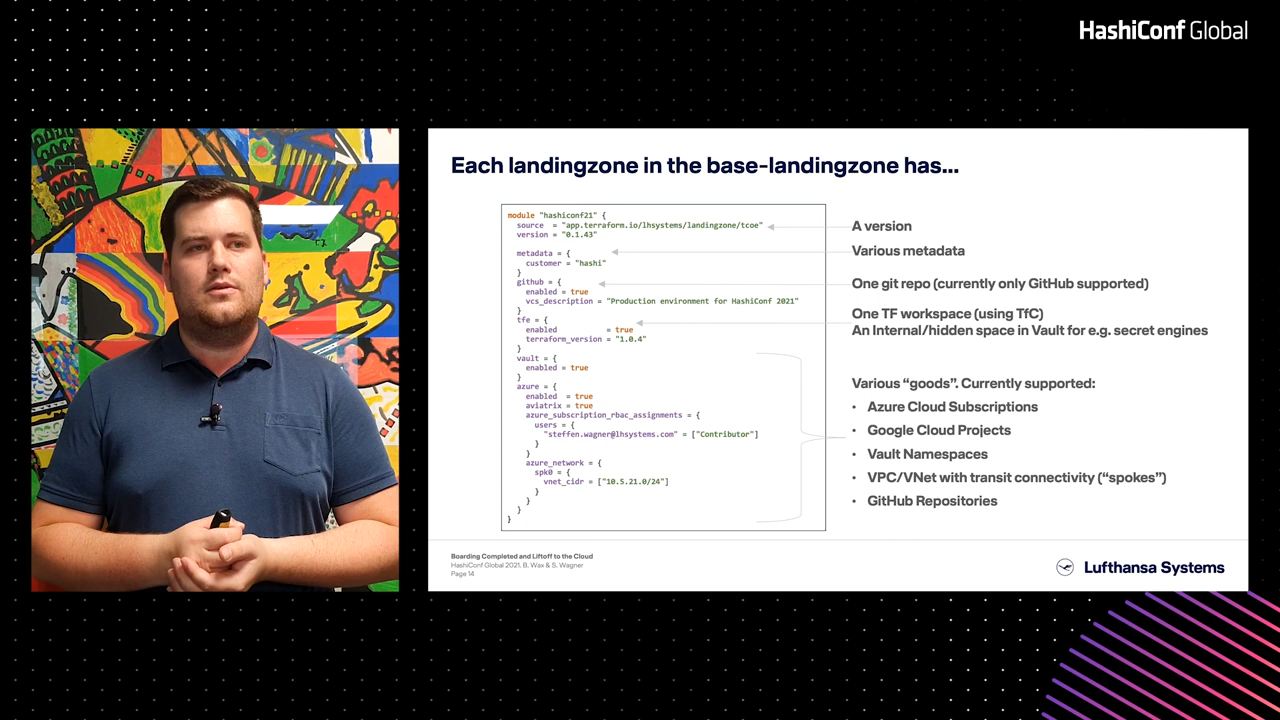 HashiConf Global
Each landingzone in the base-landingzone has...
module "hashiconf21" {
source = "app.terraform.io/lhsystems/landingzone/tcoe"
version = "0.1.43"
metadata = {
customer = "hashi"
}
github = {
enabled = true
vcs_description = "Production environment for HashiConf 2021"
}
tfe = {
enabled = true
terraform_version = "1.0.4"
}
vault = {
enabled = true
}
azure = {
enabled = true
aviatrix = true
azure_subscription_rbac_assignments = {
users = {
"steffen.wagner@lhsystems.com" = ["Contributor"]
}
}
azure_network = {
spk0 = {
vnet_cidr = ["10.5.21.0/24"]
}
}
}
}
A version
Various metadata
One git repo (currently only GitHub supported)
One TF workspace (using TfC)
An Internal/hidden space in Vault for e.g. secret engines
Various “goods”. Currently supported:
• Azure Cloud Subscriptions
• Google Cloud Projects
• Vault Namespaces
• VPC/VNet with transit connectivity (“spokes”)
• GitHub Repositories
Boarding Completed and Liftoff to the Cloud
HashiConf Global 2021. B. Wax & S. Wagner
Page 14
Lufthansa Systems